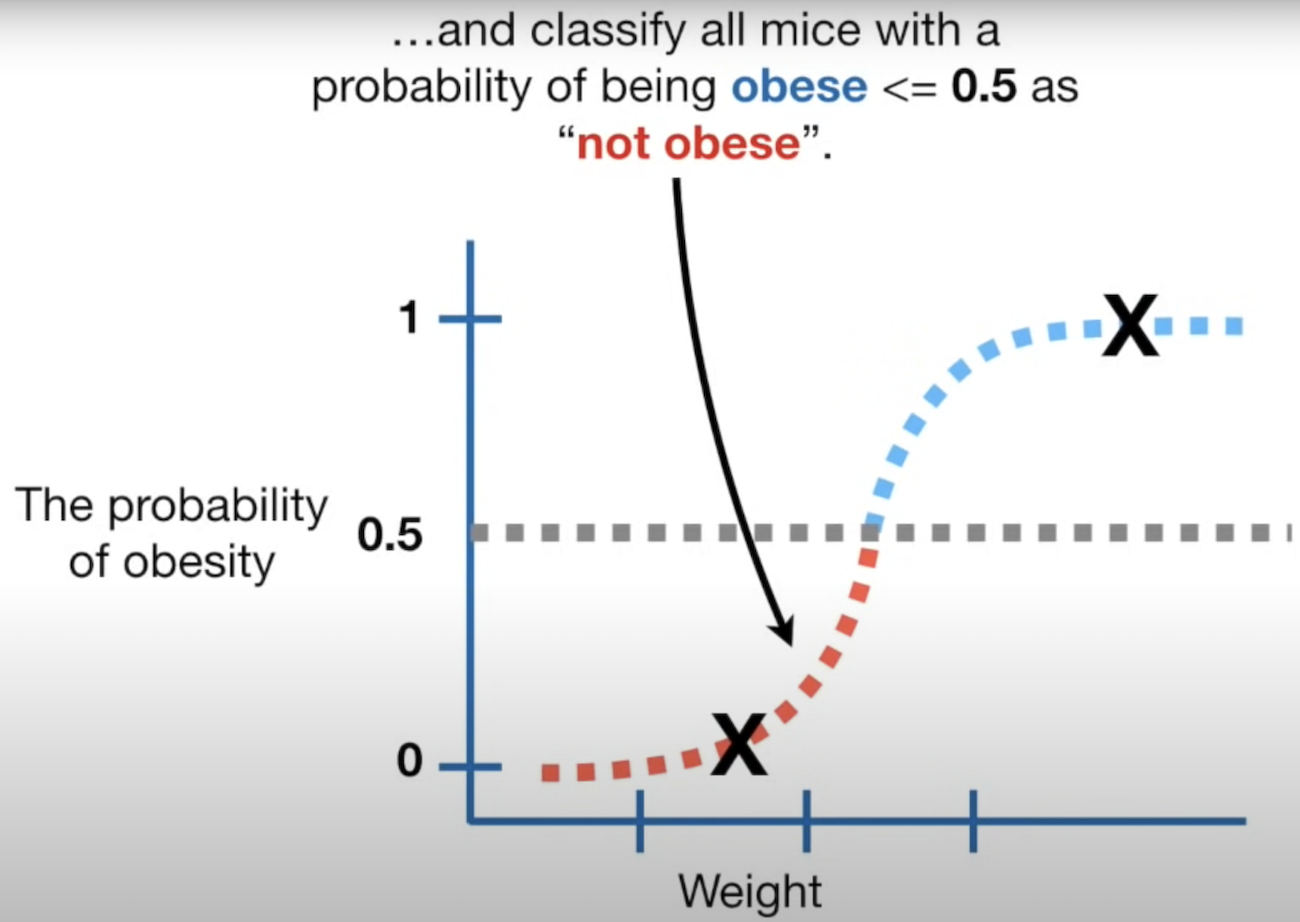 ...and classify all mice with a
probability of being obese <= 0.5 as
“not obese”.
1
X
The probability
of obesity
0.5
X
0
Weight